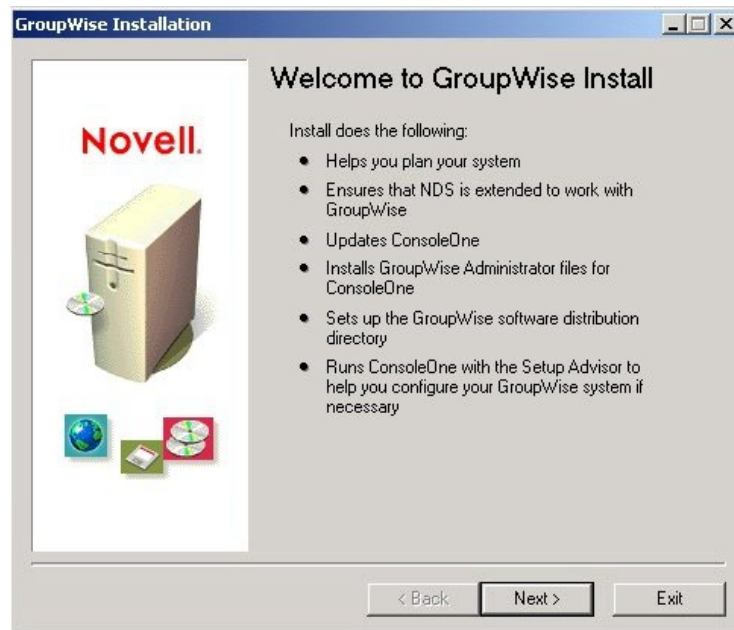 GroupWise Installation
Novell.
Welcome to GroupWise Install
Install does the following:
Helps you plan your system
Ensures that NDS is extended to work with
GroupWise
Updates ConsoleOne
Installs GroupWise Administrator files for
ConsoleOne
Sets up the GroupWise software distribution
directory
Runs ConsoleOne with the Setup Advisor to
help you configure your GroupWise system if
necessary
< Back
Next >
Exit